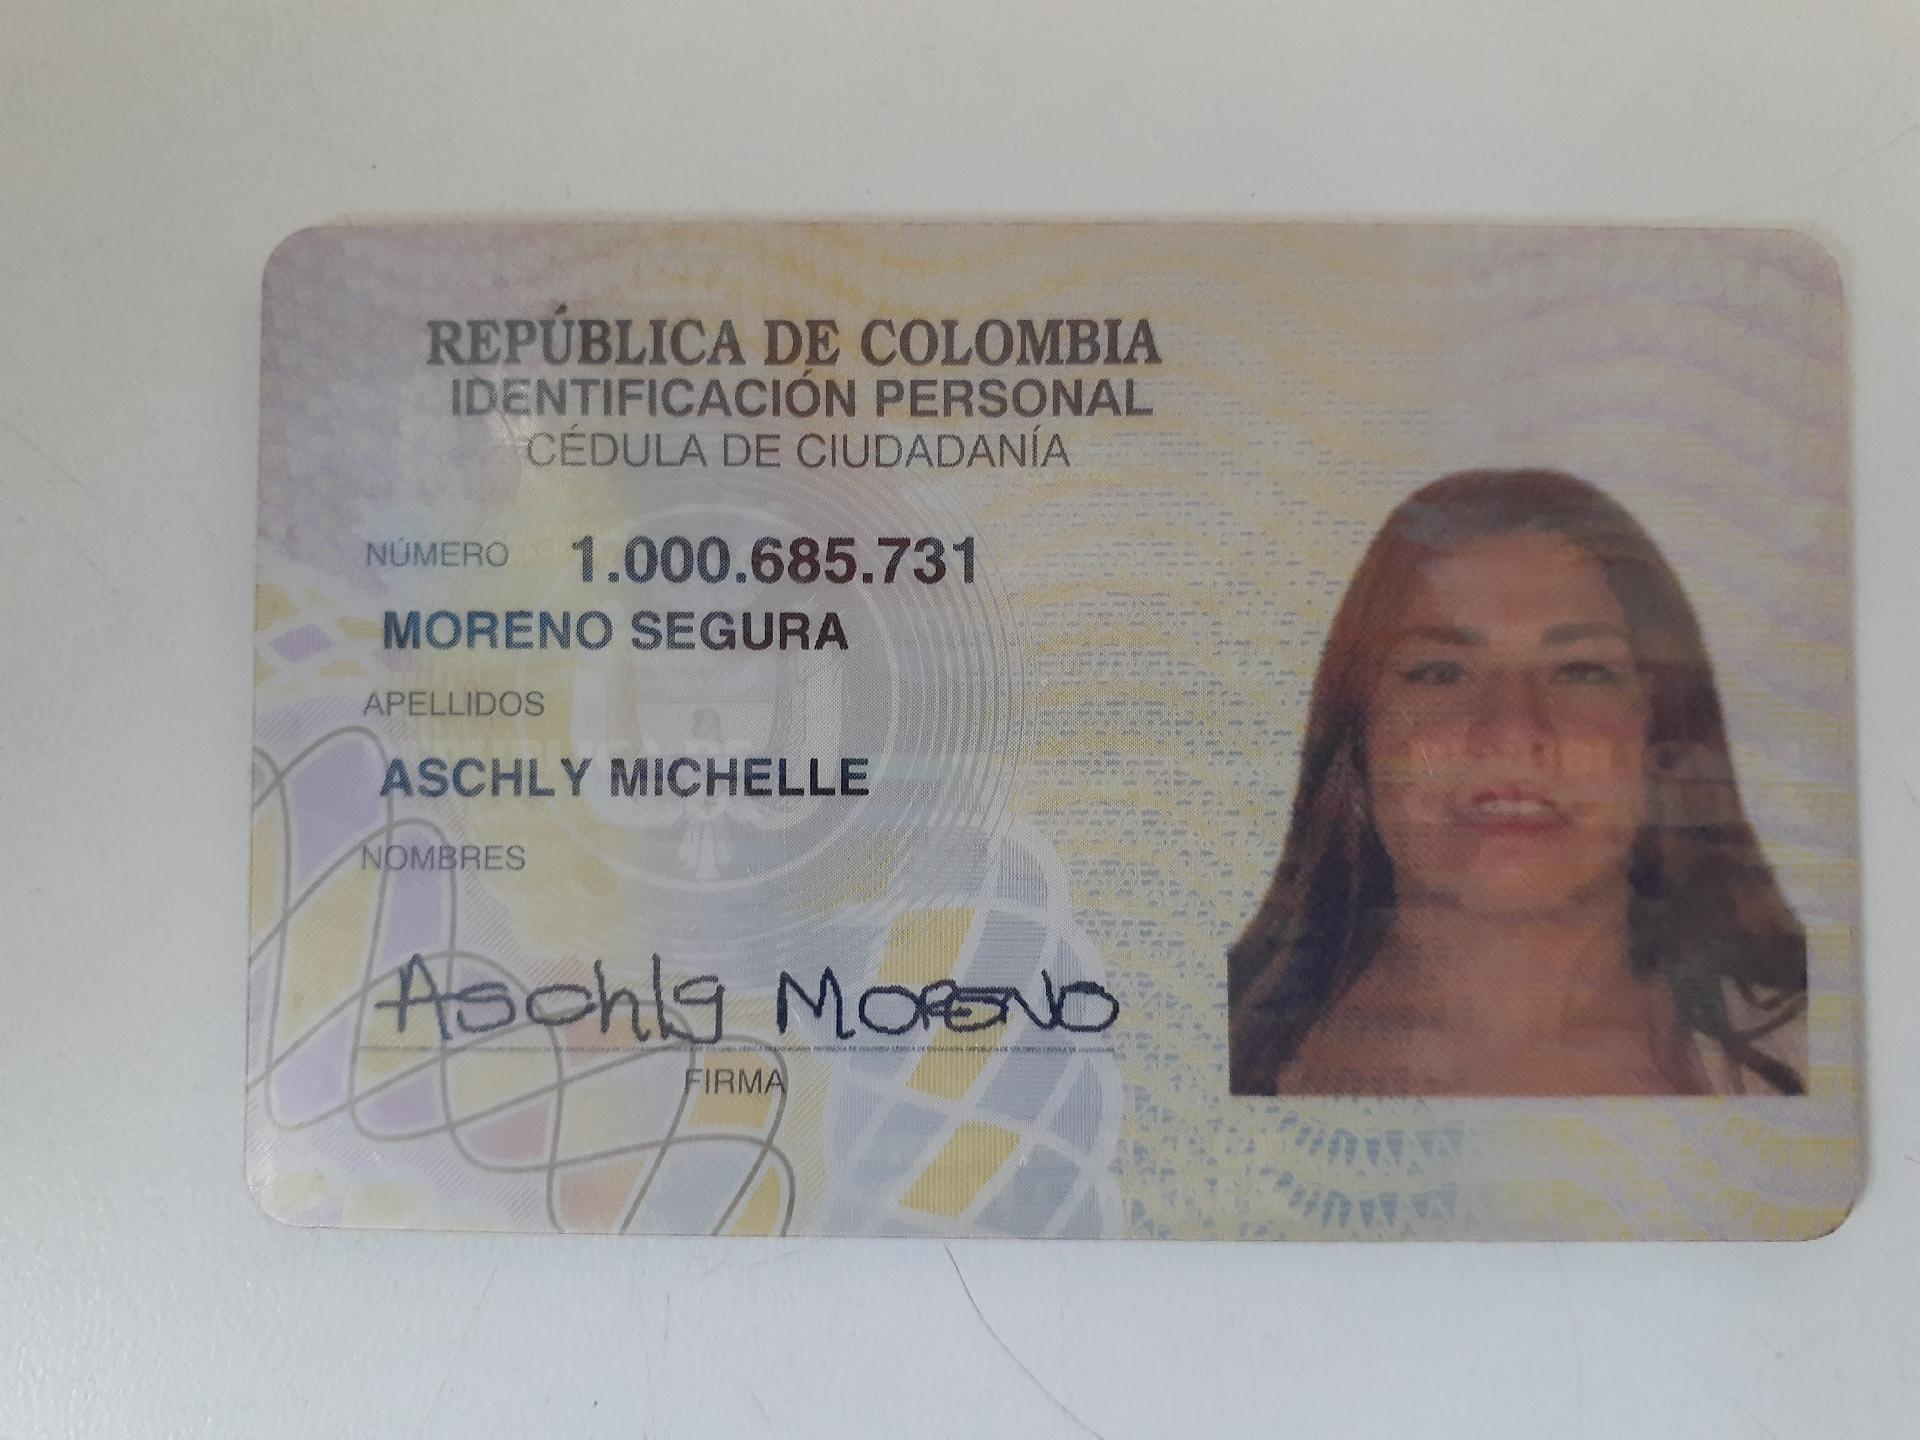 REPÚBLICA DE COLOMBIA
IDENTIFICACIÓN PERSONAL
CÉDULA DE CIUDADANÍA
NÚMERO 1.000.685.731
MORENO SEGURA
APELLIDOS
ASCHLY MICHELLE
NOMBRES
Aschly MORENO
FIRMA